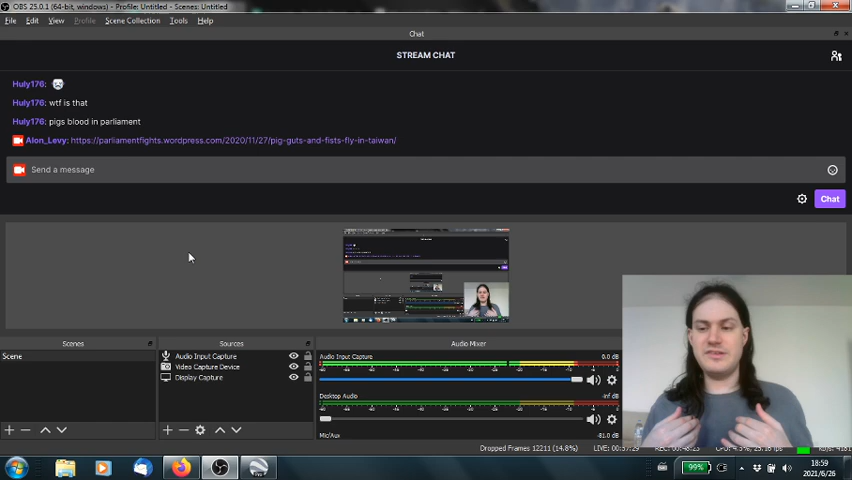 OBS 25.0.1 (64-bit, windows) - Profile: Untitled - Scenes: Untitled
File Edit View Profile Scene Collection Tools Help
Chat
STREAM CHAT
Huly176:
Huly176: wtf is that
Huly176: pigs blood in parliament
Alon_Levy: https://parliamentfights.wordpress.com/2020/11/27/pig-guts-and-fists-fly-in-taiwan/
Send a message
Chat
Scenes Sources Audio Mixer
Scene
Audio Input Capture
Video Capture Device
Display Capture
Audio Input Capture 0.0 dB
Desktop Audio -inf dB
Mic/Aux -81.0 dB
Dropped Frames 12211 (14.8%)
99%
18:59
2021/6/26